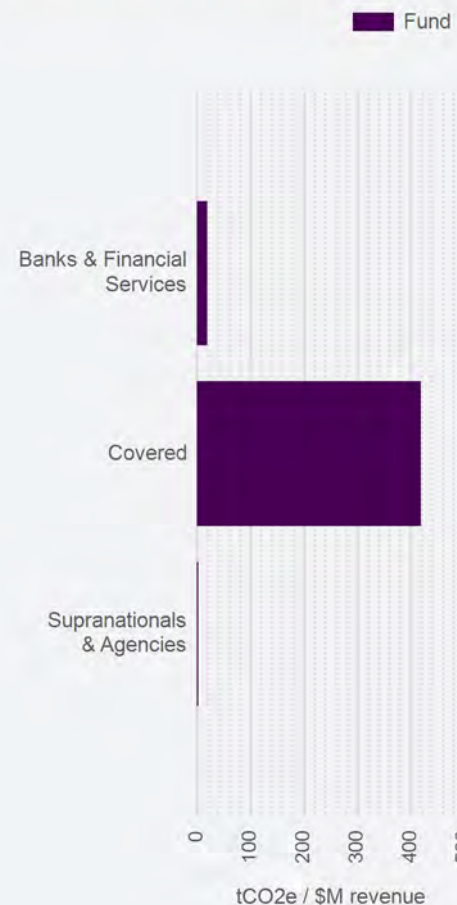 Fund
Banks & Financial
Services
Covered
Supranationals
& Agencies
0
100
200
300
400
tCO2e / $M revenue